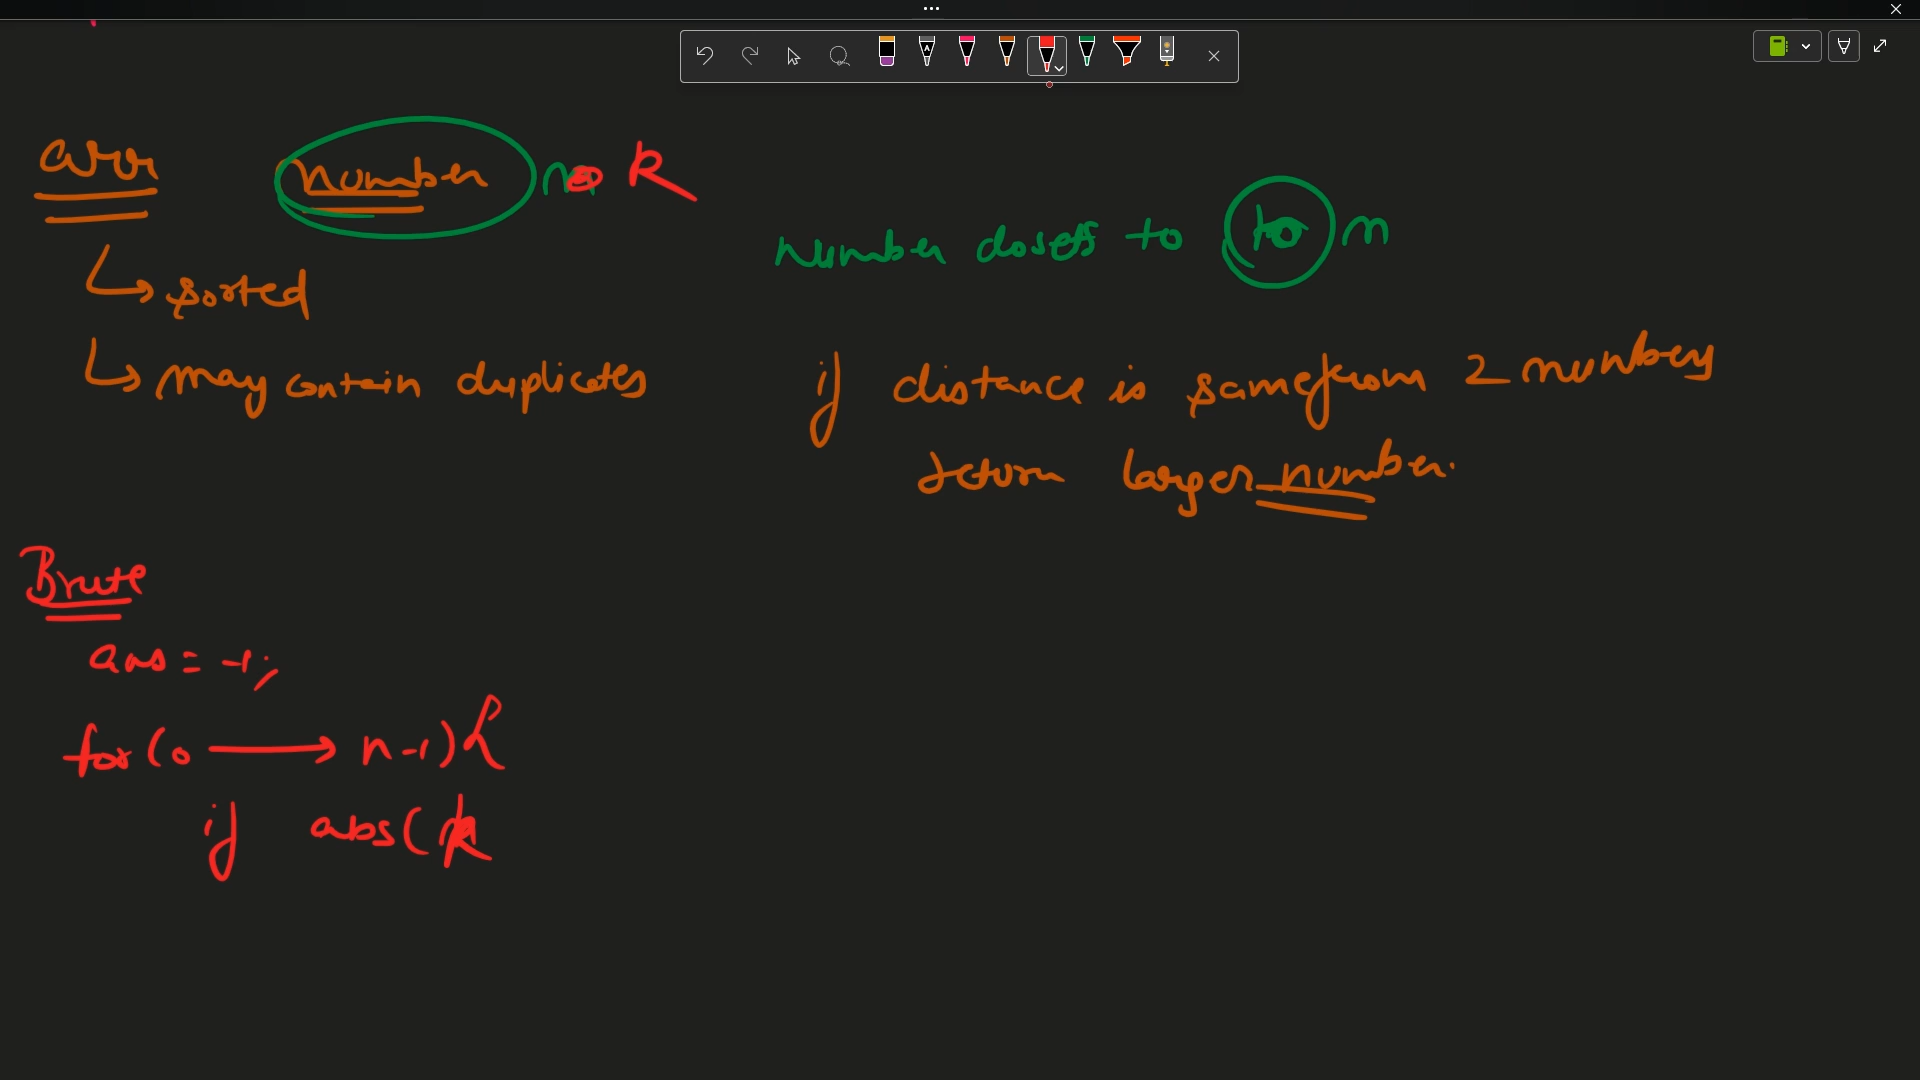 arr number K
Number closest to to n
sorted
may contain duplicates
if distance is same from 2 numbers
return larger number.
Brute
ans = -1;
for (0 → n-1) {
if abs( k